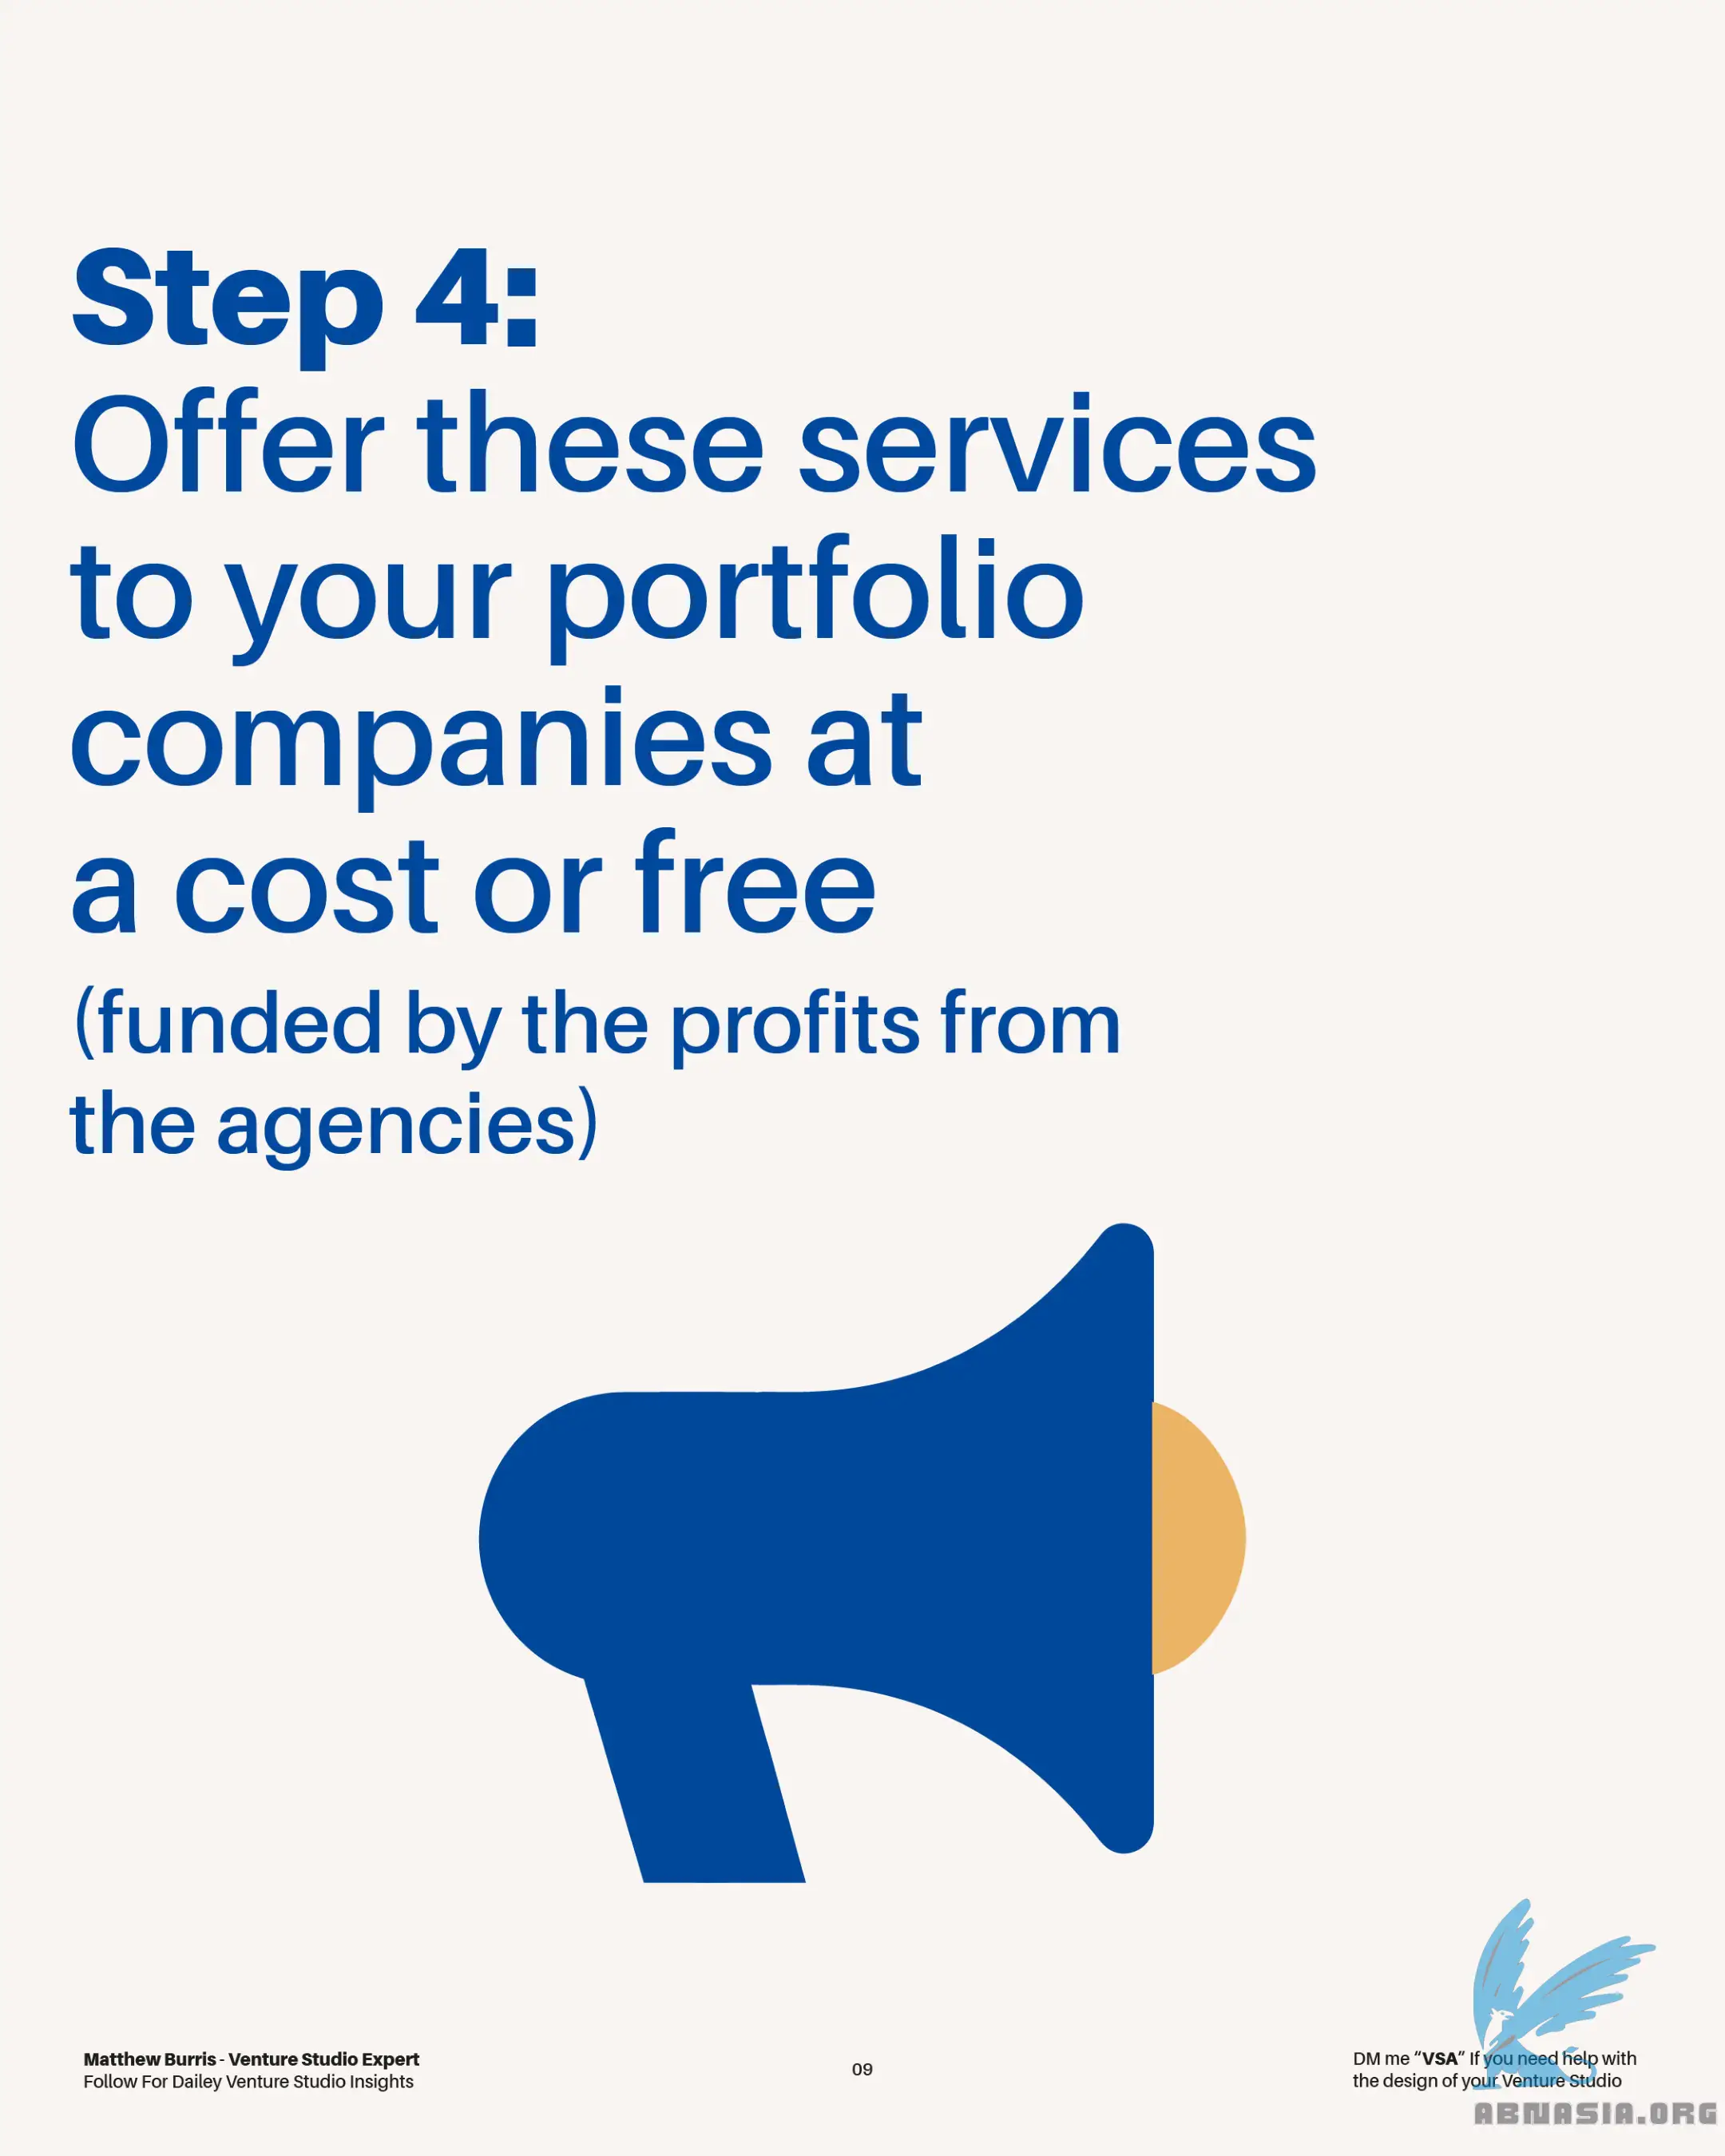 Step 4:
Offer these services
to your portfolio
companies at
a cost or free
(funded by the profits from
the agencies)
Matthew Burris - Venture Studio Expert
Follow For Dailey Venture Studio Insights
09
DM me “VSA” If you need help with
the design of your Venture Studio
ABNASIA.ORG